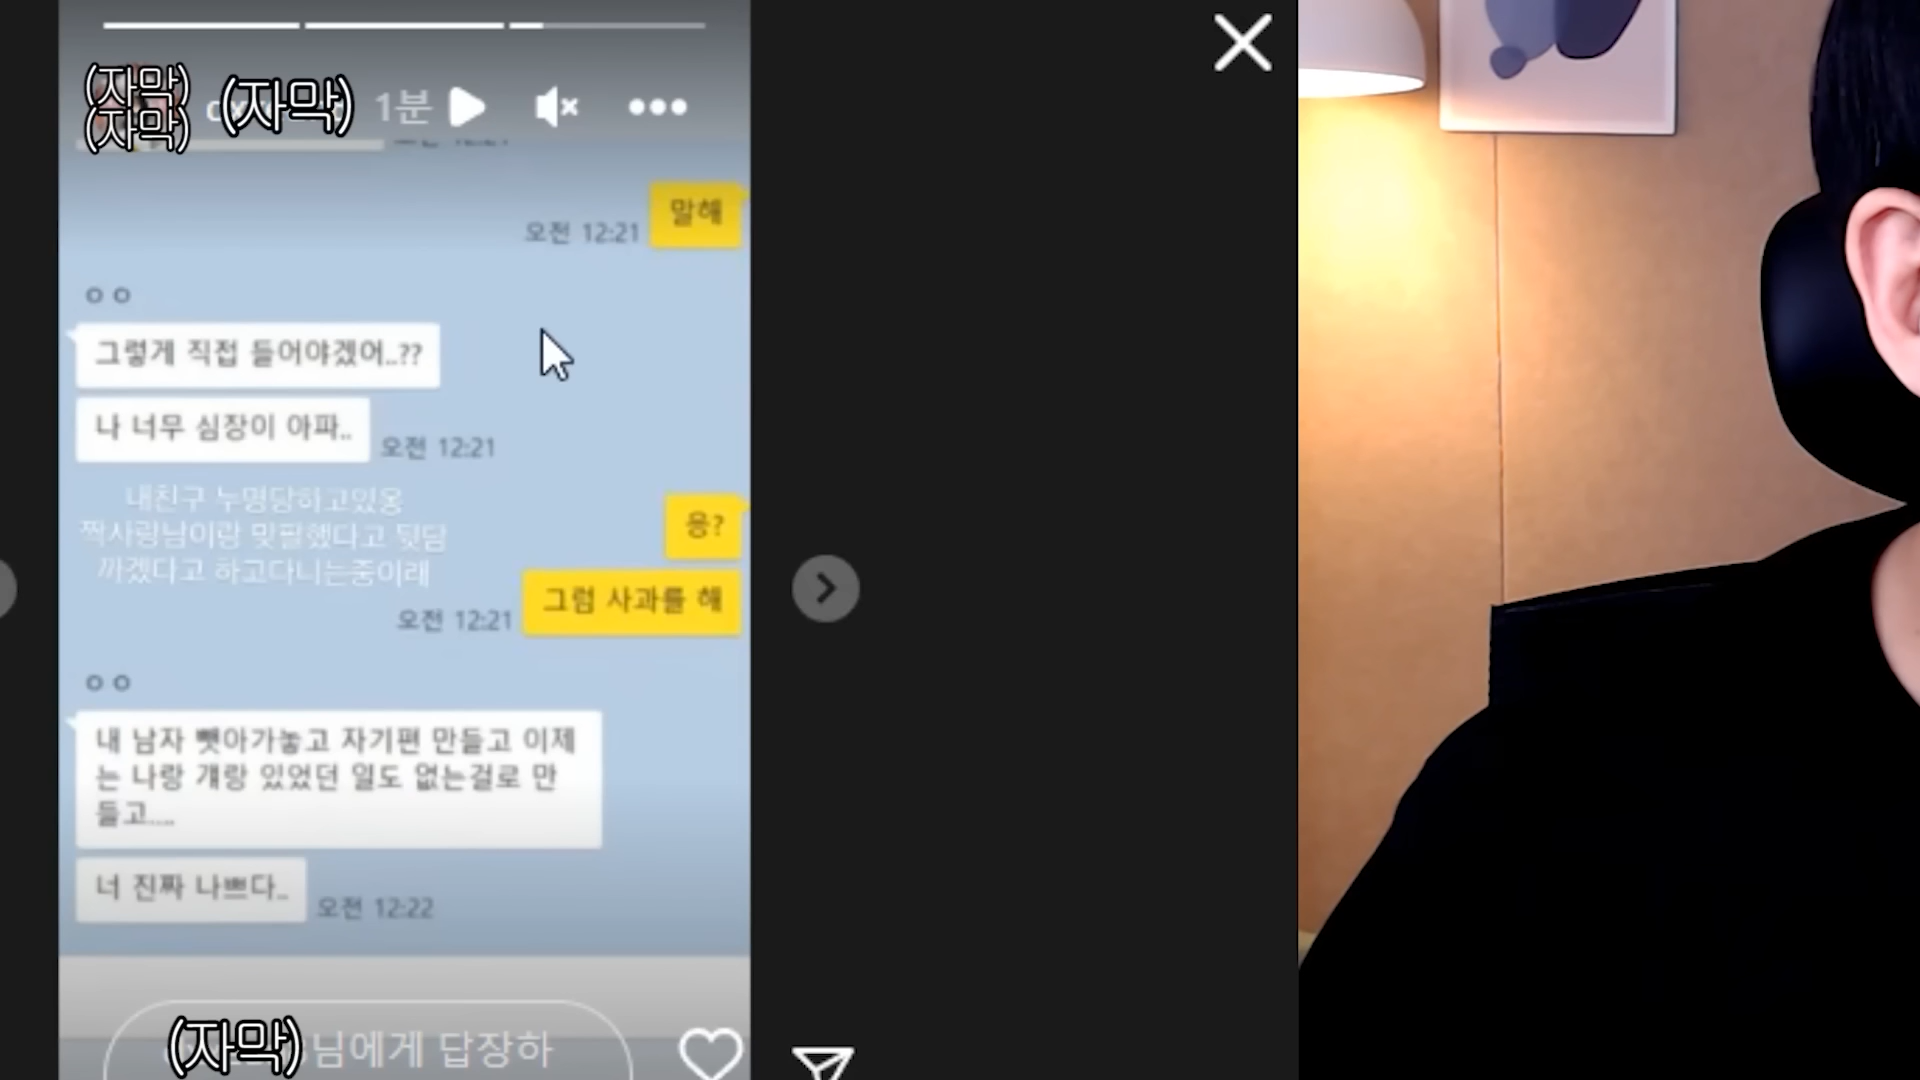 (자막)
(자막)
(자막)
1분
말해
오전 12:21
ㅇㅇ
그렇게 직접 들어야겠어..??
나 너무 심장이 아파..
오전 12:21
내친구 누명당하고있옹
짝사랑남이랑 맞팔했다고 뒷담
까겠다고 하고다니는중이래
응?
그럼 사과를 해
오전 12:21
ㅇㅇ
내 남자 뺏아가놓고 자기편 만들고 이제
는 나랑 걔랑 있었던 일도 없는걸로 만
들고....
너 진짜 나쁘다..
오전 12:22
(자막)
님에게 답장하